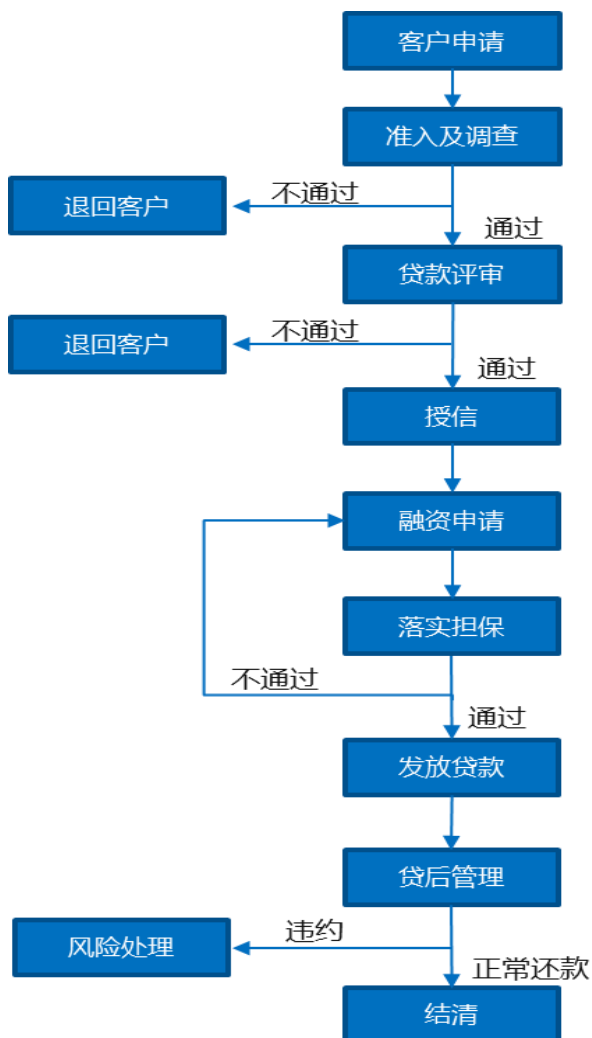 客户申请
准入及调查
不通过
退回客户
通过
贷款评审
不通过
退回客户
通过
授信
融资申请
落实担保
不通过
通过
发放贷款
贷后管理
违约
风险处理
正常还款
结清